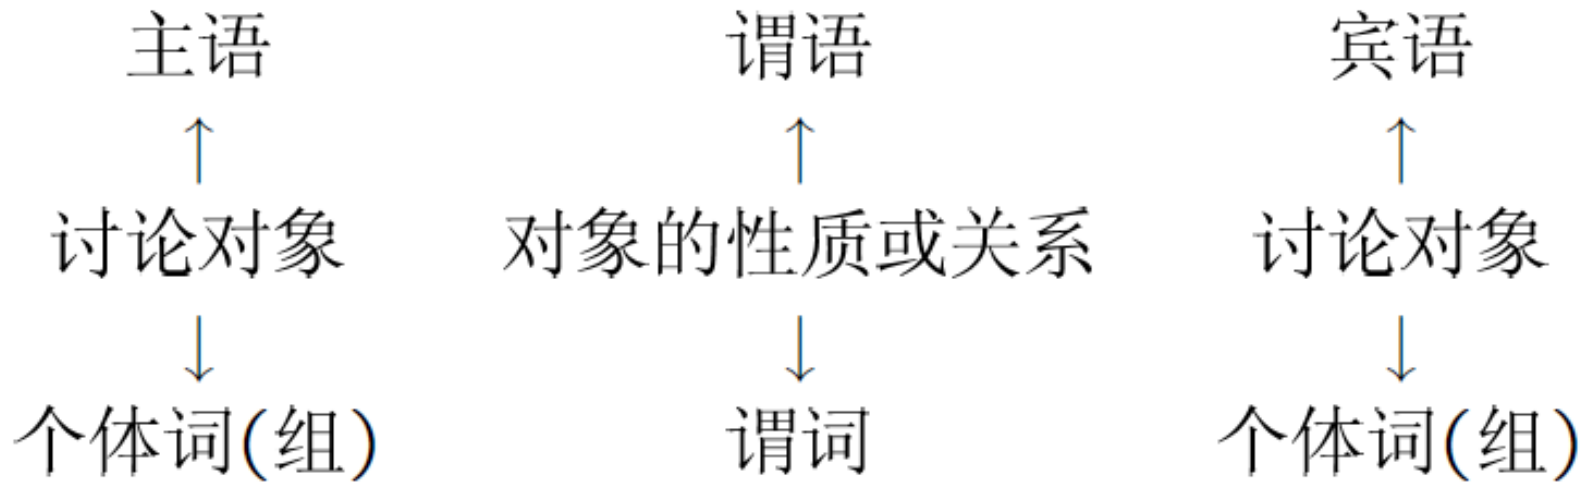 主语 谓语 宾语
↑ ↑ ↑
讨论对象 对象的性质或关系 讨论对象
↓ ↓ ↓
个体词(组) 谓词 个体词(组)